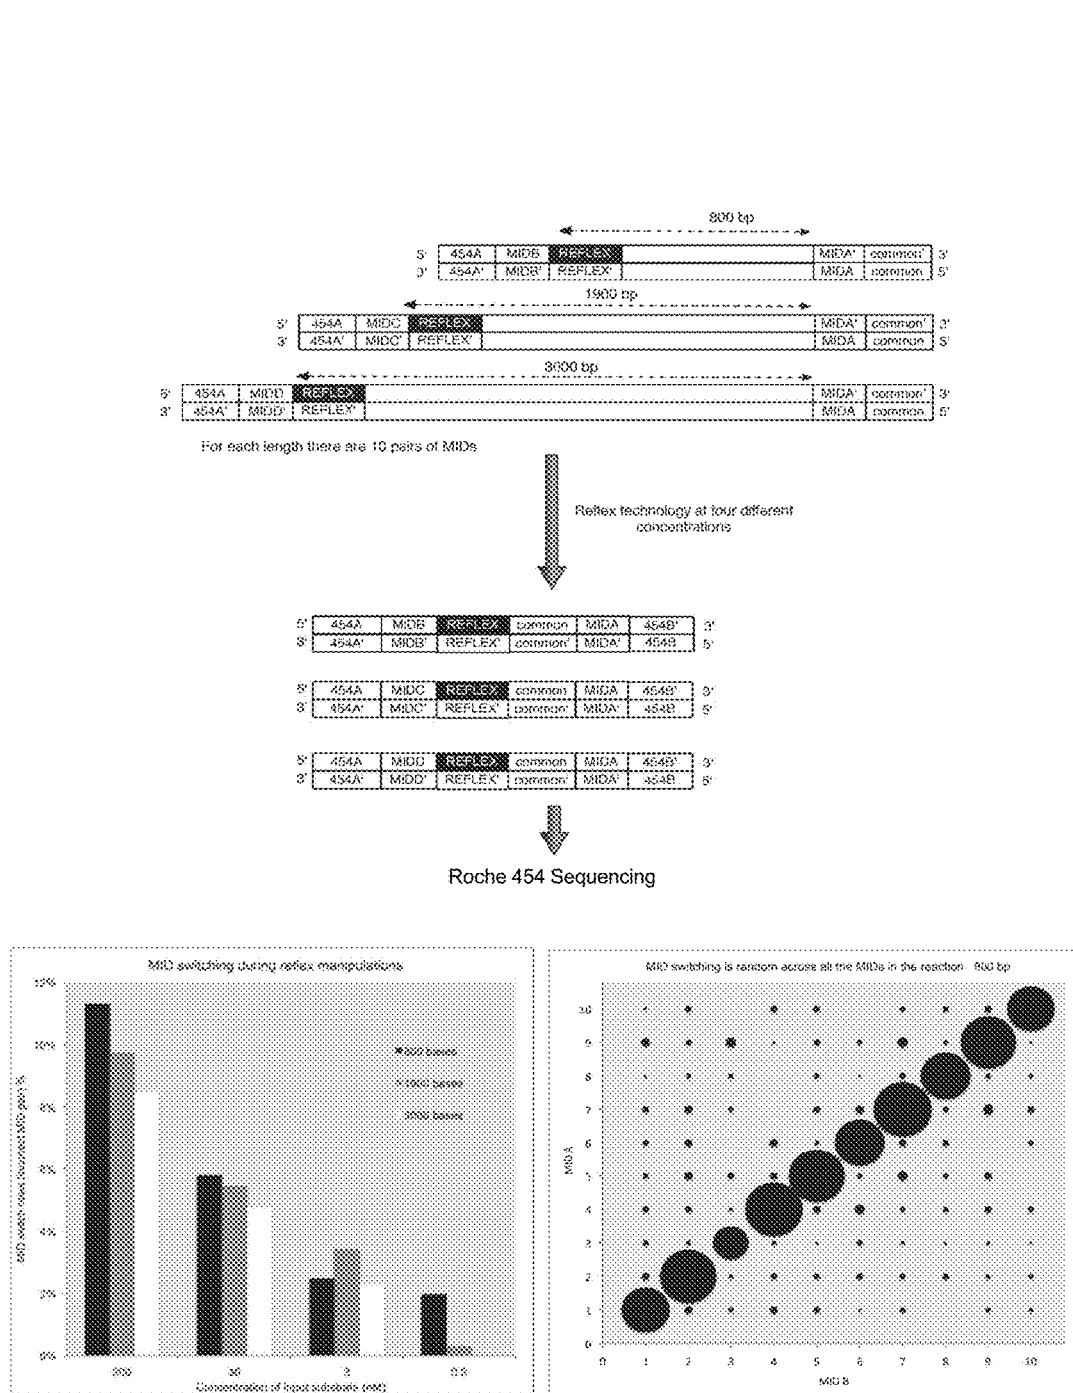 800 bp
5' 454A MIDB REFLEX MIDA' common' 3'
3' 454A' MIDB' REFLEX' MIDA common 5'
1900 bp
5' 454A MIDC REFLEX MIDA' common' 3'
3' 454A' MIDC' REFLEX' MIDA common 5'
3000 bp
5' 454A MIDD REFLEX MIDA' common' 3'
3' 454A' MIDD' REFLEX' MIDA common 5'
For each length there are 10 pairs of MIDs
Reflex technology at four different
concentrations
5' 454A MIDB REFLEX common MIDA 454B' 3'
3' 454A' MIDB' REFLEX' common' MIDA' 454B 5'
5' 454A MIDC REFLEX common MIDA 454B' 3'
3' 454A' MIDC' REFLEX' common' MIDA' 454B 5'
5' 454A MIDD REFLEX common MIDA 454B' 3'
3' 454A' MIDD' REFLEX' common' MIDA' 454B 5'
Roche 454 Sequencing
MID switching during reflex manipulations
12%
10%
8%
6%
4%
2%
0%
MID switch rates (incorrect MID pair) %
800 bases
1900 bases
3000 bases
Concentration of input substrate (nM)
MID switching is random across all the MIDs in the reaction 800 bp
10
9
8
7
6
5
4
3
2
1
0
MID A
0 1 2 3 4 5 6 7 8 9 10
MID B